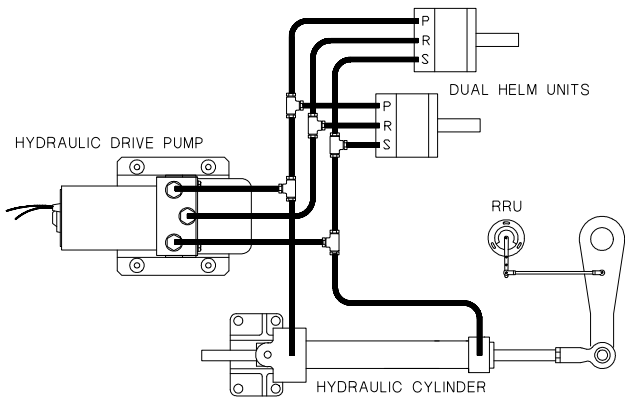 P
R
S
DUAL HELM UNITS
P
R
S
HYDRAULIC DRIVE PUMP
RRU
HYDRAULIC CYLINDER